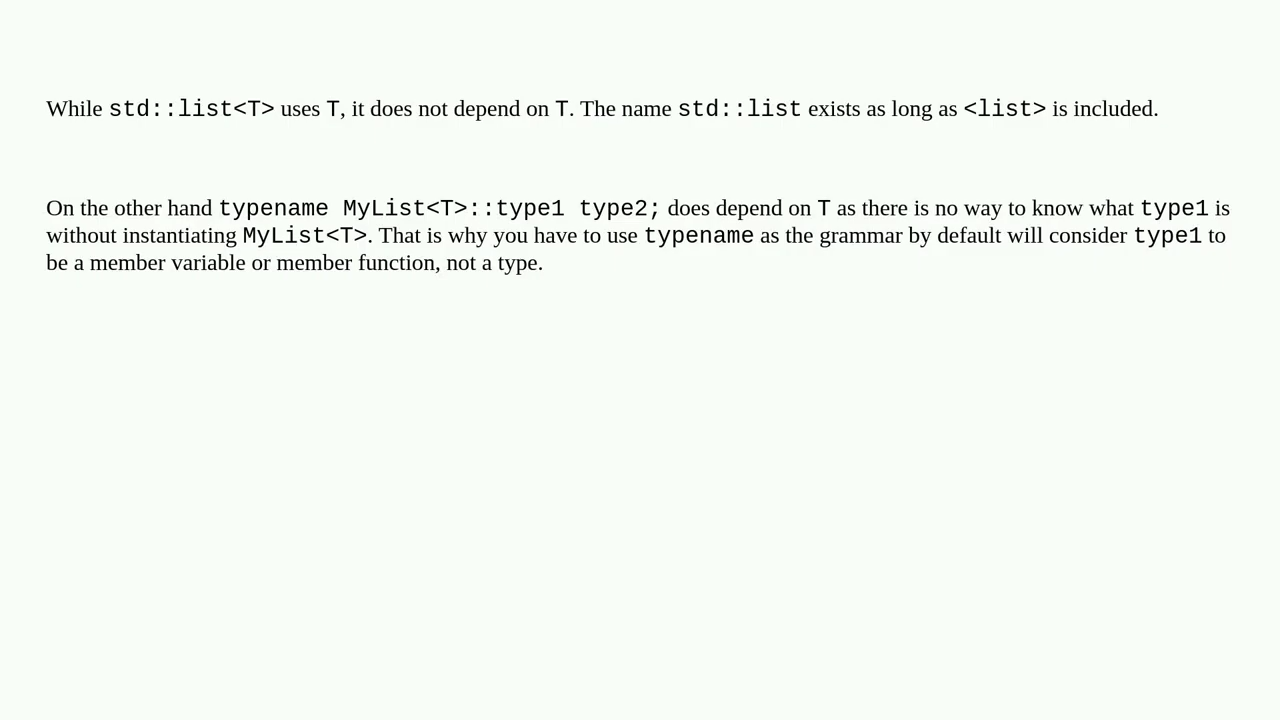 While std::list<T> uses T, it does not depend on T. The name std::list exists as long as <list> is included.
On the other hand typename MyList<T>::type1 type2; does depend on T as there is no way to know what type1 is
without instantiating MyList<T>. That is why you have to use typename as the grammar by default will consider type1 to
be a member variable or member function, not a type.